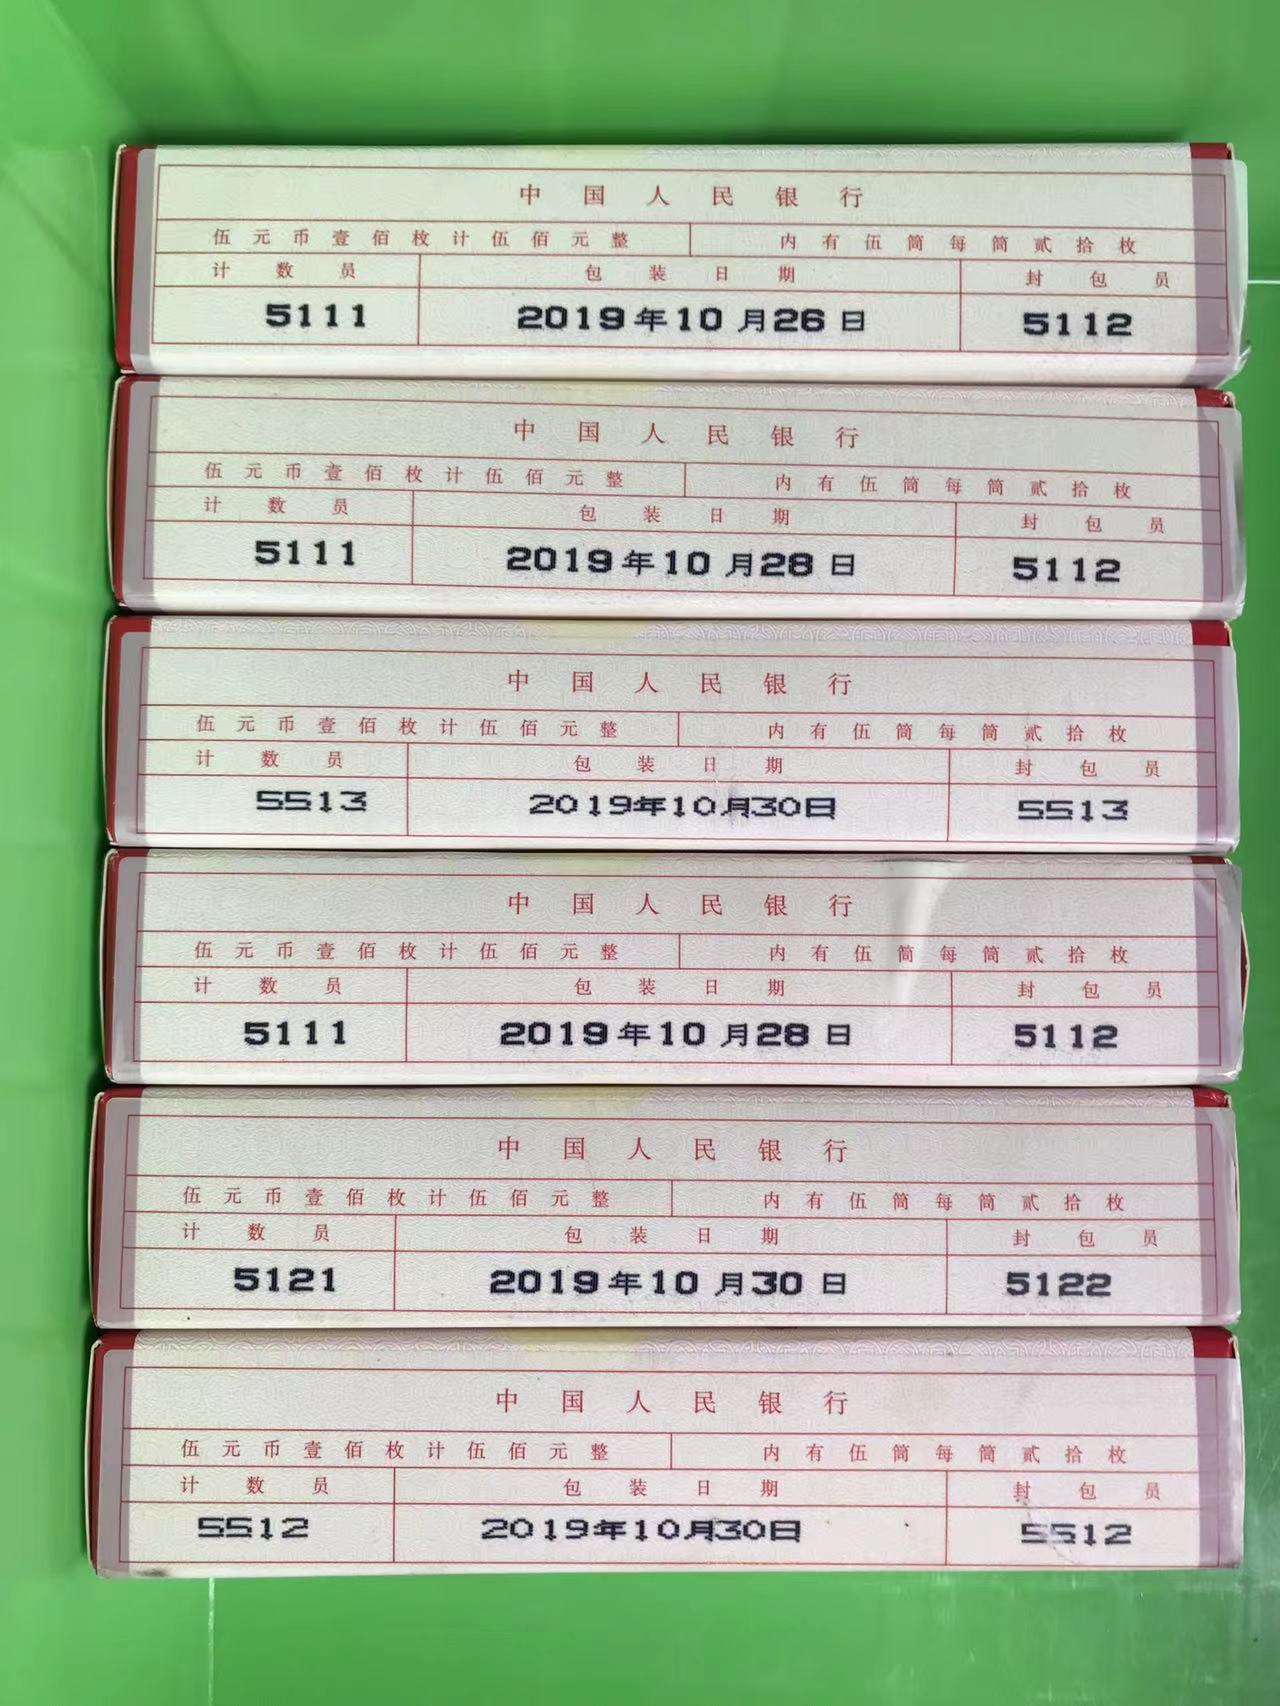 中国人民银行
伍元币壹佰枚计伍佰元整 内有伍筒每筒贰拾枚
计数员 包装日期 封包员
5111 2019年10月26日 5112
中国人民银行
伍元币壹佰枚计伍佰元整 内有伍筒每筒贰拾枚
计数员 包装日期 封包员
5111 2019年10月28日 5112
中国人民银行
伍元币壹佰枚计伍佰元整 内有伍筒每筒贰拾枚
计数员 包装日期 封包员
5513 2019年10月30日 5513
中国人民银行
伍元币壹佰枚计伍佰元整 内有伍筒每筒贰拾枚
计数员 包装日期 封包员
5111 2019年10月28日 5112
中国人民银行
伍元币壹佰枚计伍佰元整 内有伍筒每筒贰拾枚
计数员 包装日期 封包员
5121 2019年10月30日 5122
中国人民银行
伍元币壹佰枚计伍佰元整 内有伍筒每筒贰拾枚
计数员 包装日期 封包员
5512 2019年10月30日 5512